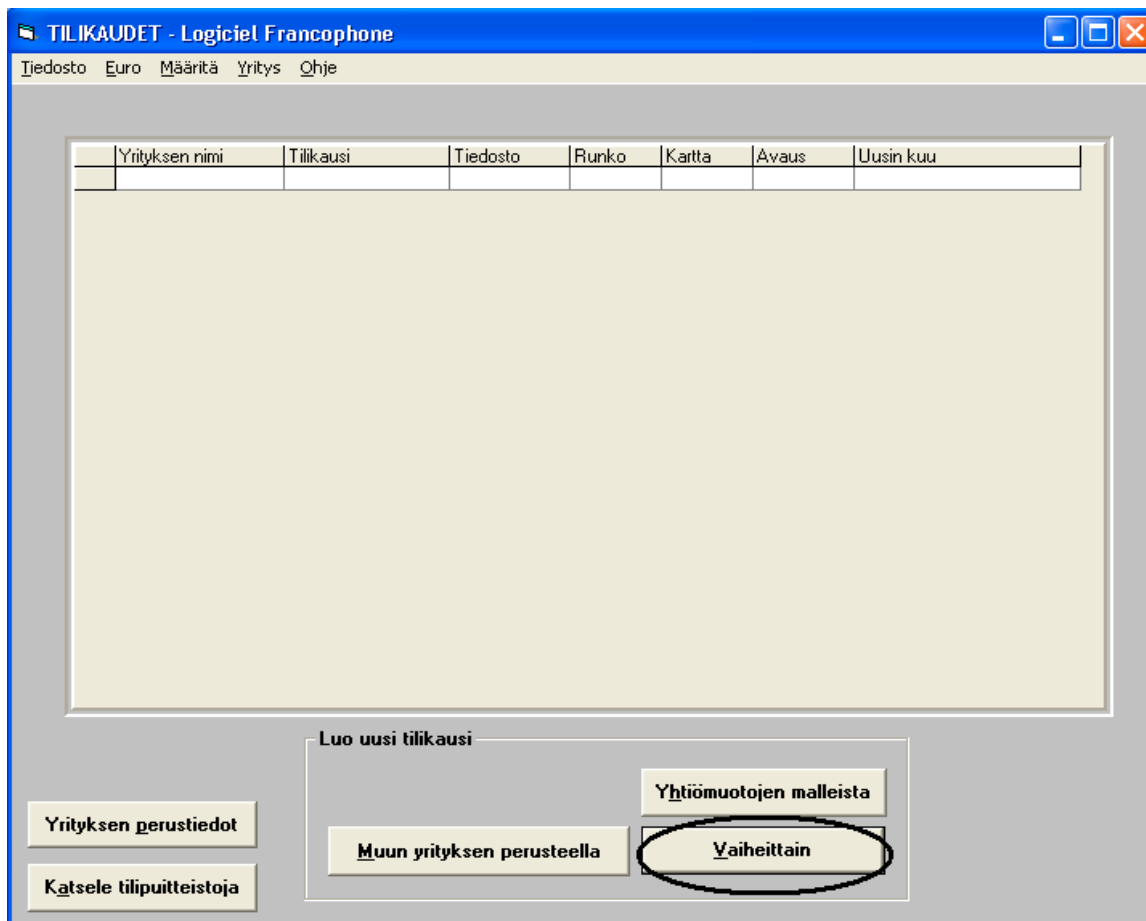 TILIKAUDET - Logiciel Francophone
Tiedosto Euro Määritä Yritys Ohje
Yrityksen nimi Tilikausi Tiedosto Runko Kartta Avaus Uusin kuu
Luo uusi tilikausi
Yhtiömuotojen malleista
Yrityksen perustiedot
Muun yrityksen perusteella Vaiheittain
Katsele tilipuitteistoja